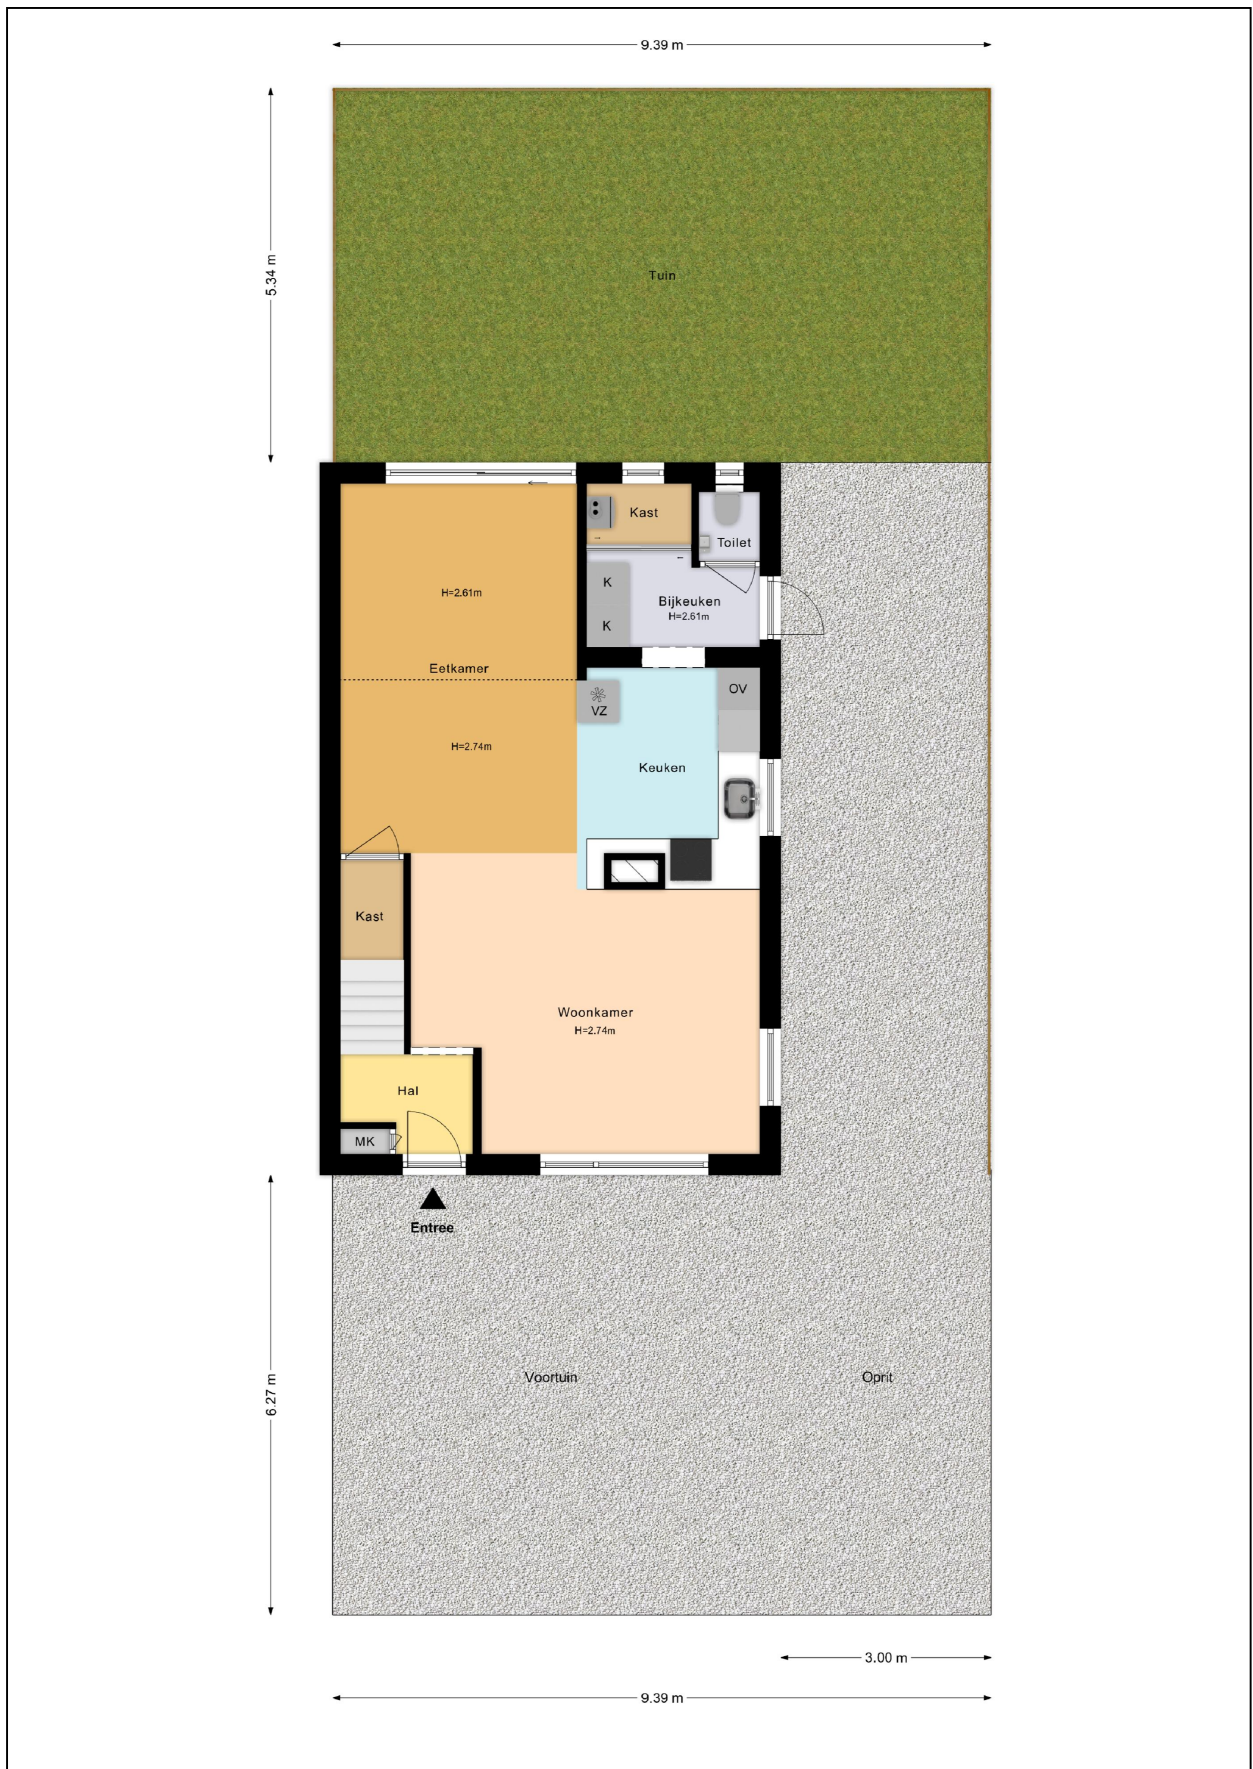 9.39 m
5.34 m
Tuin
Kast
Toilet
H=2.61m
K
Bijkeuken
H=2.61m
K
Eetkamer
OV
VZ
H=2.74m
Keuken
Kast
Woonkamer
H=2.74m
Hal
MK
Entree
6.27 m
Voortuin
Oprit
3.00 m
9.39 m